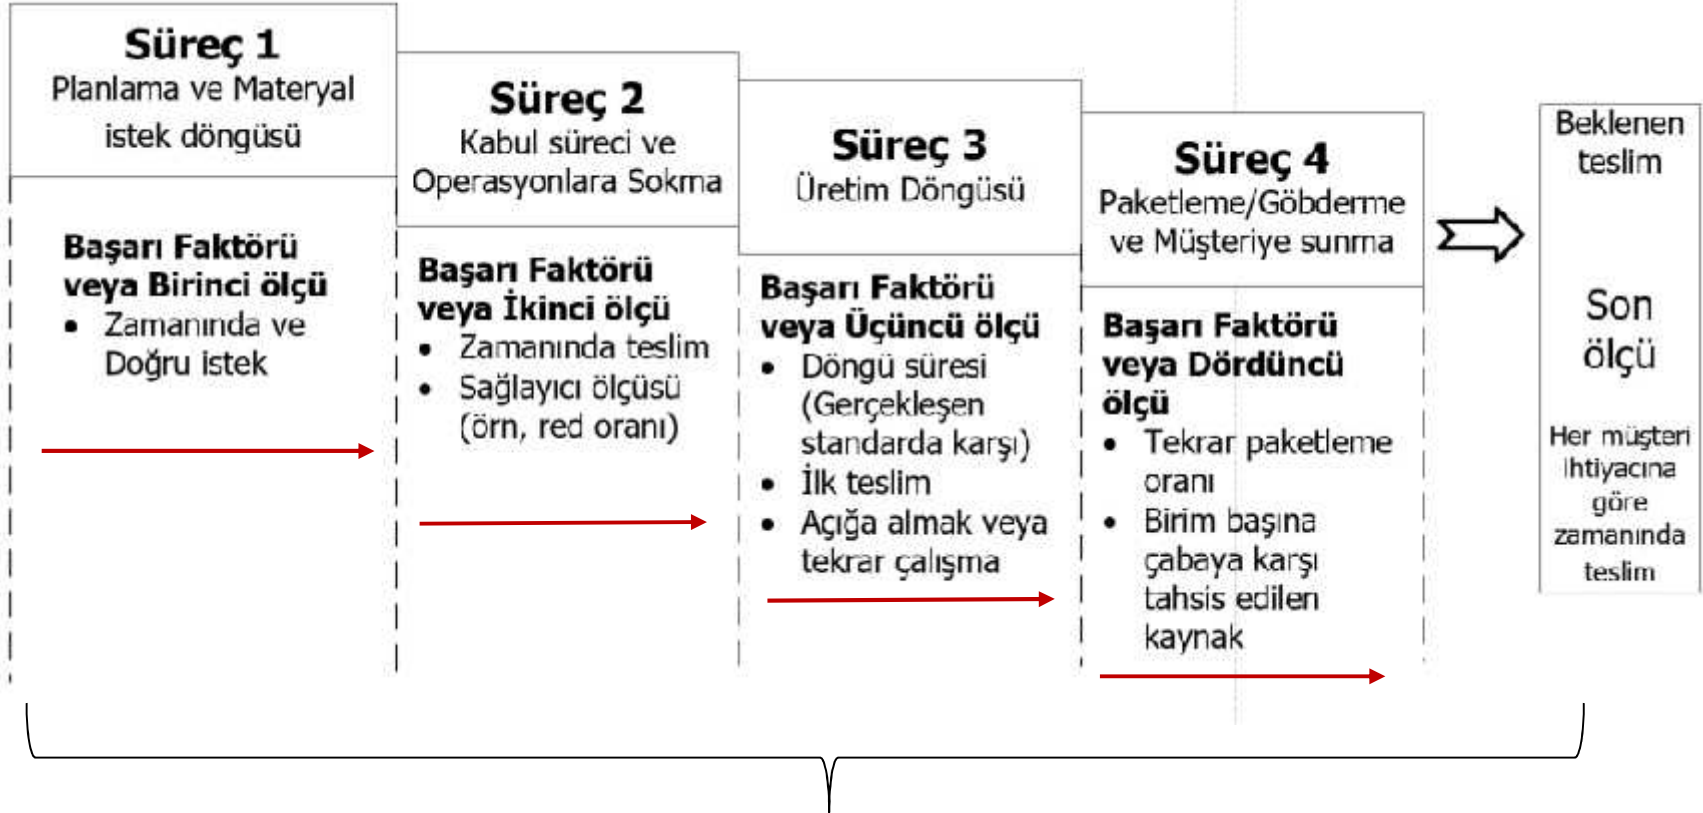 Süreç 1
Planlama ve Materyal
istek döngüsü
Başarı Faktörü
veya Birinci ölçü
• Zamanında ve
Doğru istek
Süreç 2
Kabul süreci ve
Operasyonlara Sokma
Başarı Faktörü
veya İkinci ölçü
• Zamanında teslim
• Sağlayıcı ölçüsü
(örn, red oranı)
Süreç 3
Üretim Döngüsü
Başarı Faktörü
veya Üçüncü ölçü
• Döngü süresi
(Gerçekleşen
standarda karşı)
• İlk teslim
• Açığa almak veya
tekrar çalışma
Süreç 4
Paketleme/Göbderme
ve Müşteriye sunma
Başarı Faktörü
veya Dördüncü
ölçü
• Tekrar paketleme
oranı
• Birim başına
çabaya karşı
tahsis edilen
kaynak
Beklenen
teslim
Son
ölçü
Her müşteri
ihtiyacına
göre
zamanında
teslim